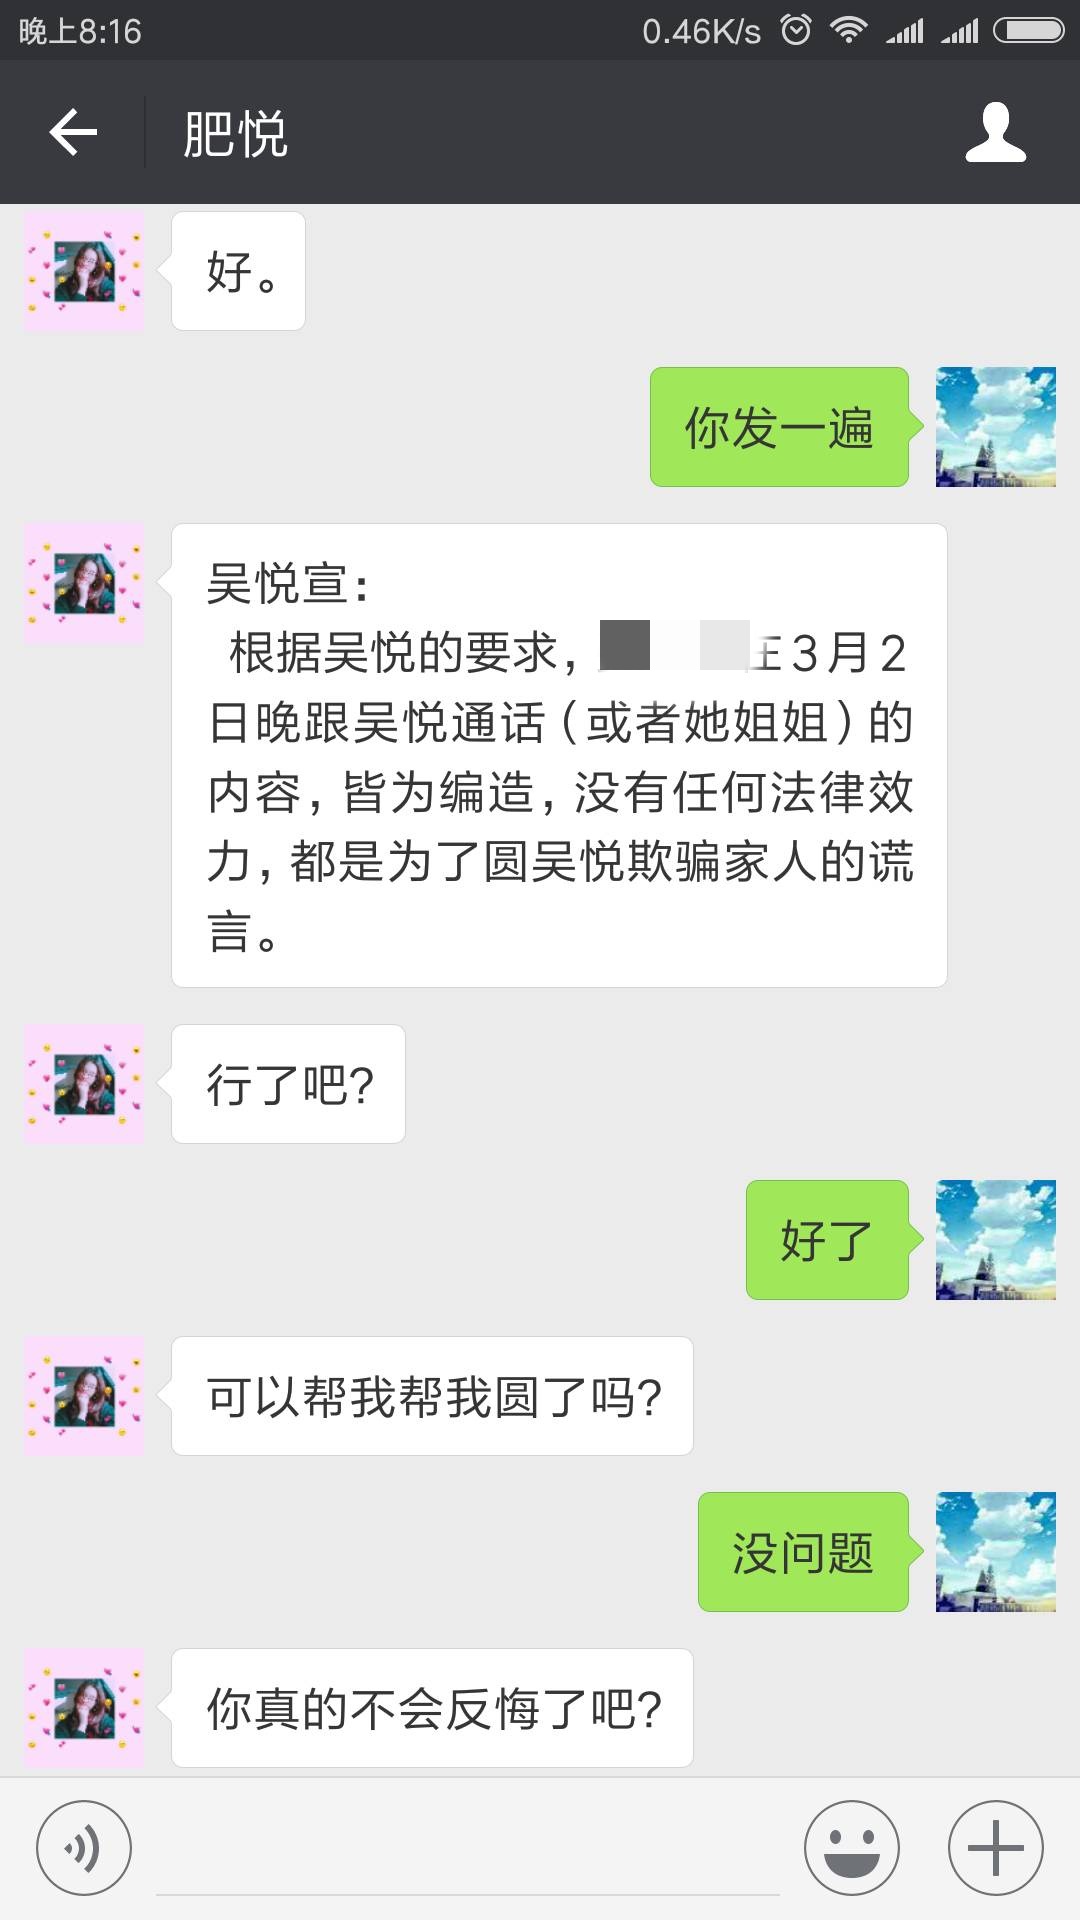 晚上8:16
0.46K/s
肥悦
好。
你发一遍
吴悦宣：
根据吴悦的要求，3月2
日晚跟吴悦通话（或者她姐姐）的
内容，皆为编造，没有任何法律效
力，都是为了圆吴悦欺骗家人的谎
言。
行了吧？
好了
可以帮我帮我圆了吗？
没问题
你真的不会反悔了吧？